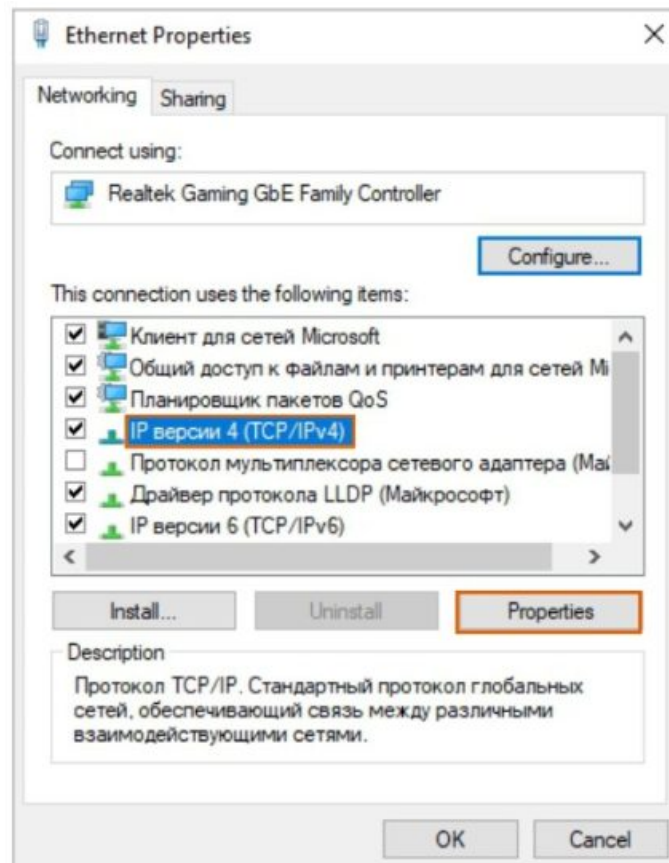 Ethernet Properties
Networking Sharing
Connect using:
Realtek Gaming GbE Family Controller
Configure...
This connection uses the following items:
Клиент для сетей Microsoft
Общий доступ к файлам и принтерам для сетей Mi
Планировщик пакетов QoS
IP версии 4 (TCP/IPv4)
Протокол мультиплексора сетевого адаптера (Май
Драйвер протокола LLDP (Майкрософт)
IP версии 6 (TCP/IPv6)
Install... Uninstall Properties
Description
Протокол TCP/IP. Стандартный протокол глобальных
сетей, обеспечивающий связь между различными
взаимодействующими сетями.
OK Cancel